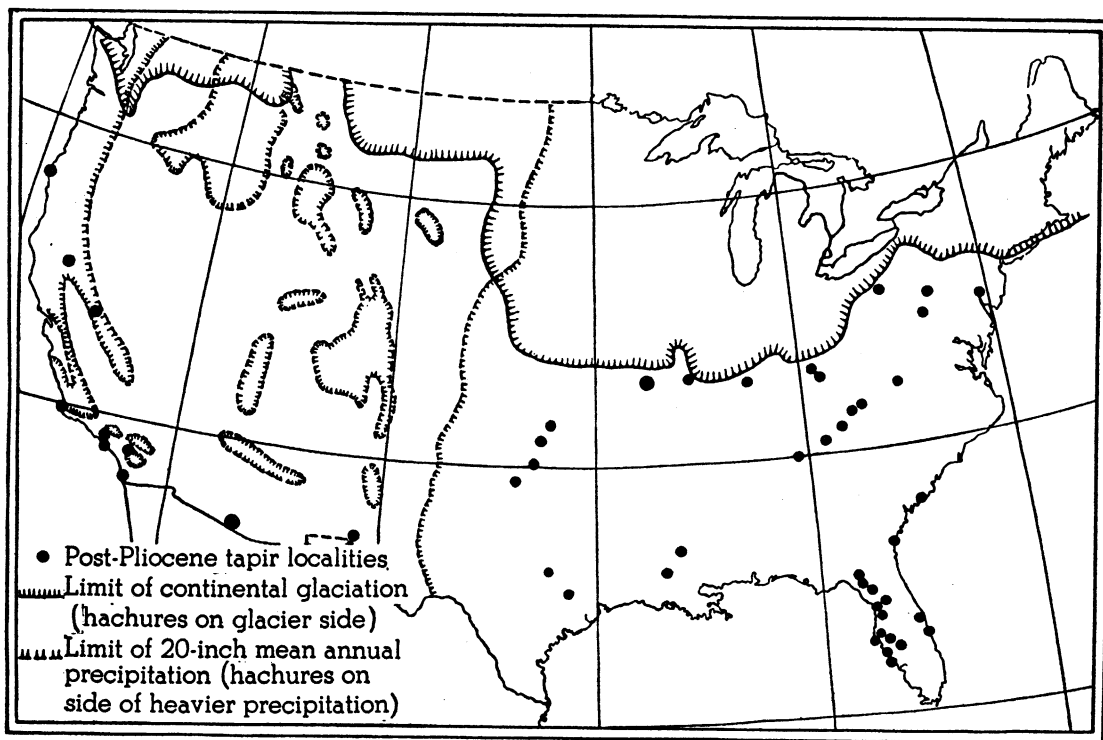 Post-Pliocene tapir localities
Limit of continental glaciation
(hachures on glacier side)
Limit of 20-inch mean annual
precipitation (hachures on
side of heavier precipitation)